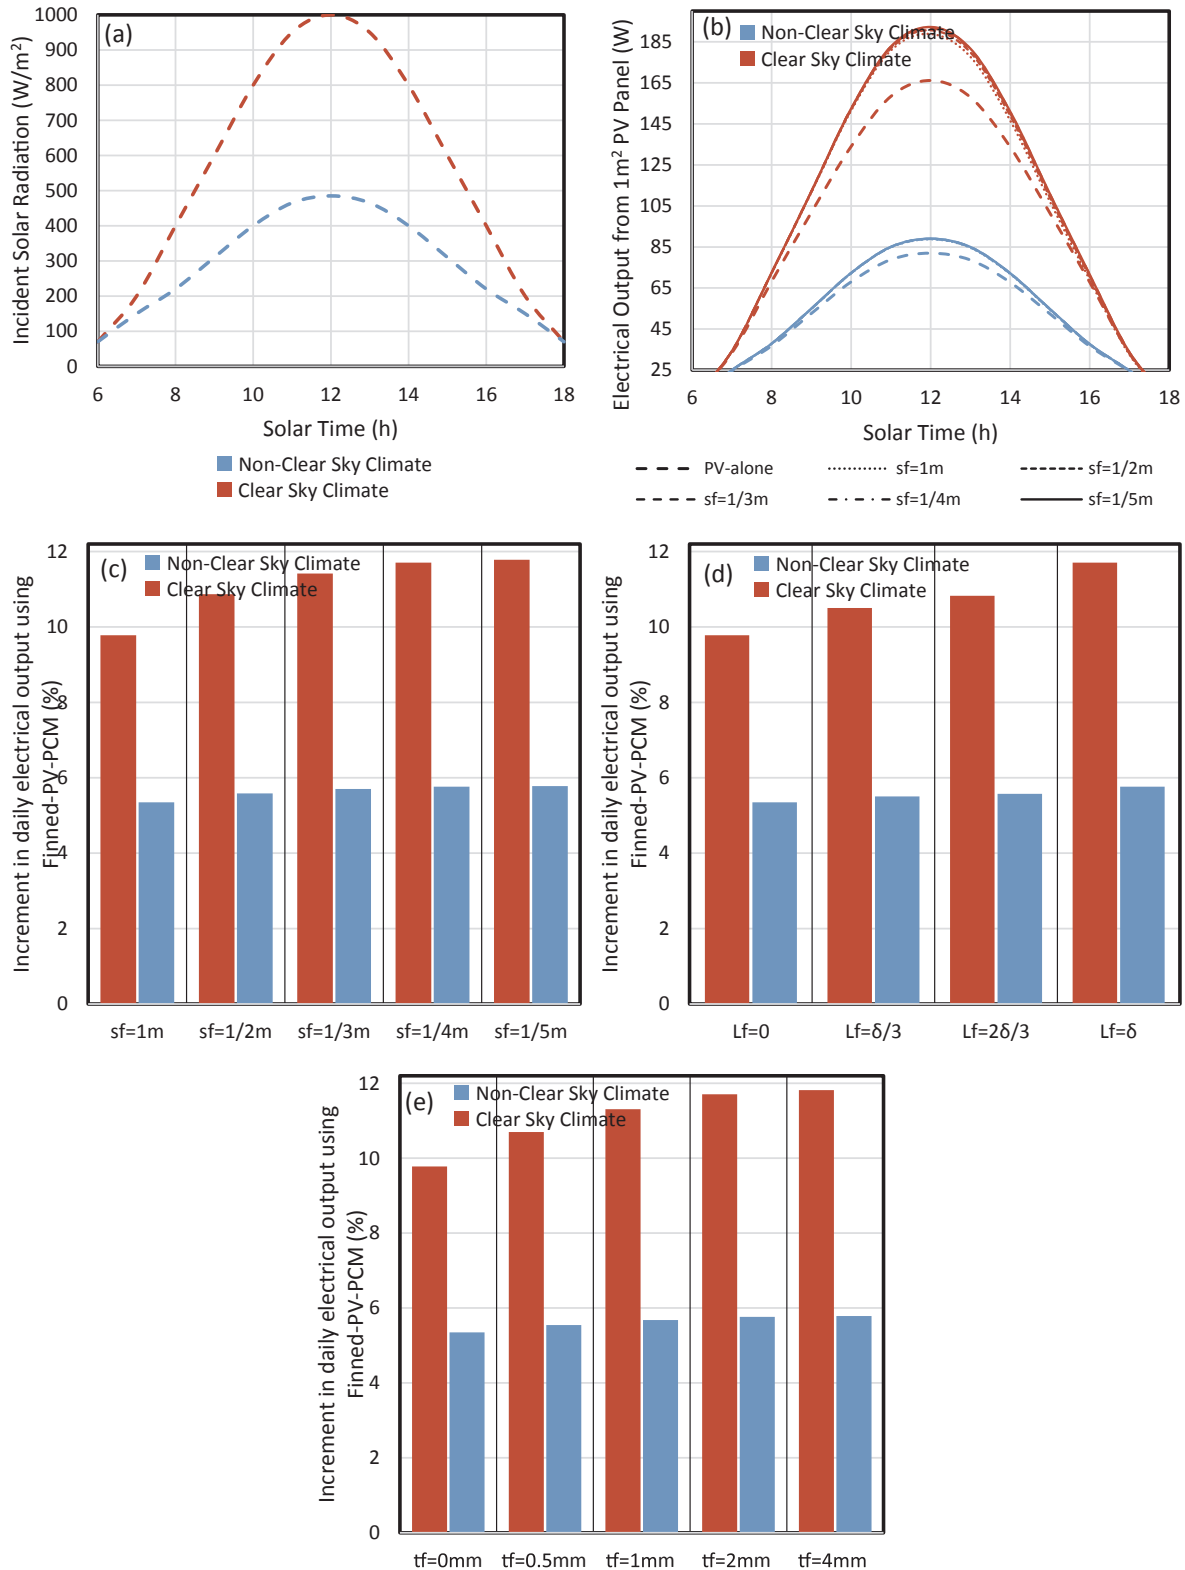 (a)
1000
900
800
700
600
500
400
300
200
100
0
Incident Solar Radiation (W/m²)
6 8 10 12 14 16 18
Solar Time (h)
Non-Clear Sky Climate
Clear Sky Climate
(b)
Non-Clear Sky Climate
Clear Sky Climate
185
165
145
125
105
85
65
45
25
Electrical Output from 1m² PV Panel (W)
6 8 10 12 14 16 18
Solar Time (h)
PV-alone sf=1m sf=1/2m
sf=1/3m sf=1/4m sf=1/5m
(c)
Non-Clear Sky Climate
Clear Sky Climate
12
10
8
6
4
2
0
Increment in daily electrical output using
Finned-PV-PCM (%)
sf=1m sf=1/2m sf=1/3m sf=1/4m sf=1/5m
(d)
Non-Clear Sky Climate
Clear Sky Climate
12
10
8
6
4
2
0
Increment in daily electrical output using
Finned-PV-PCM (%)
Lf=0 Lf=δ/3 Lf=2δ/3 Lf=δ
(e)
Non-Clear Sky Climate
Clear Sky Climate
12
10
8
6
4
2
0
Increment in daily electrical output using
Finned-PV-PCM (%)
tf=0mm tf=0.5mm tf=1mm tf=2mm tf=4mm